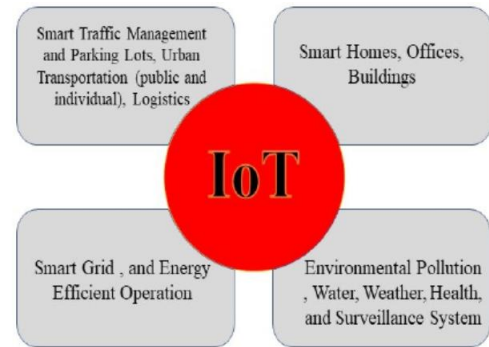 Smart Traffic Management
and Parking Lots, Urban
Transportation (public and
individual), Logistics
Smart Homes, Offices,
Buildings
IoT
Smart Grid , and Energy
Efficient Operation
Environmental Pollution
, Water, Weather, Health,
and Surveillance System